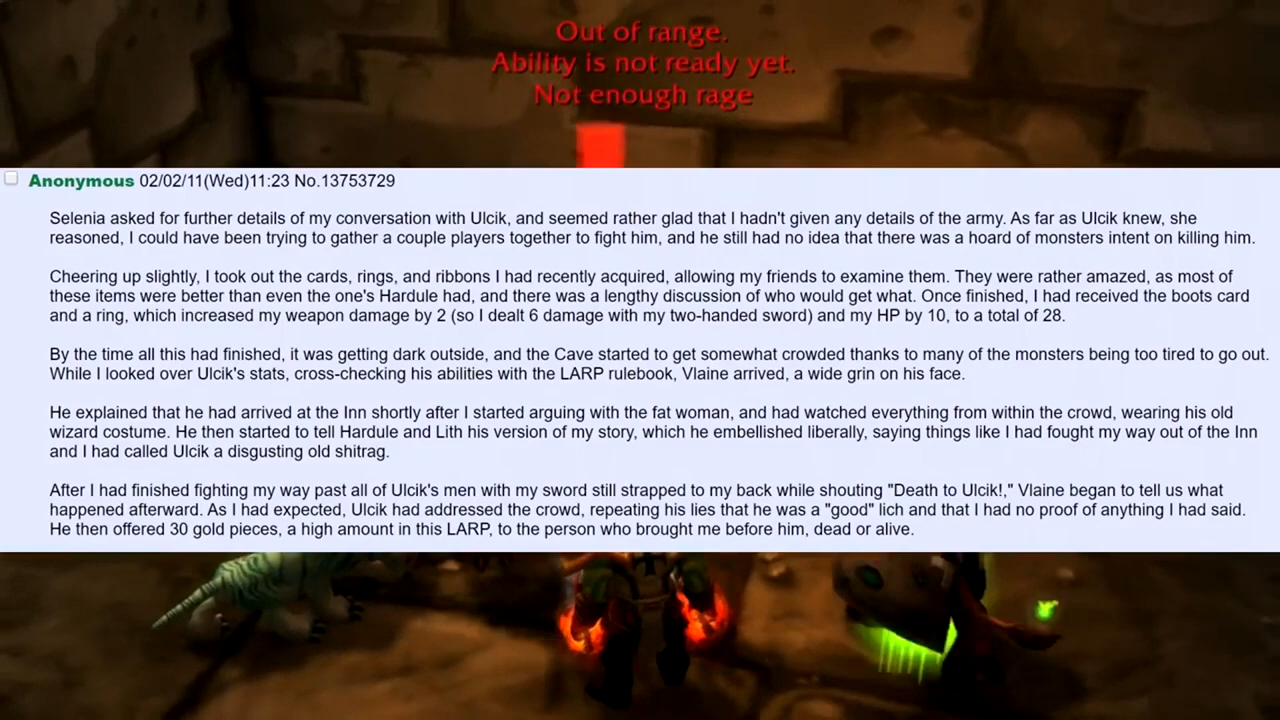 Out of range.
Ability is not ready yet.
Not enough rage
Anonymous 02/02/11(Wed)11:23 No.13753729
Selenia asked for further details of my conversation with Ulcik, and seemed rather glad that I hadn't given any details of the army. As far as Ulcik knew, she
reasoned, I could have been trying to gather a couple players together to fight him, and he still had no idea that there was a hoard of monsters intent on killing him.
Cheering up slightly, I took out the cards, rings, and ribbons I had recently acquired, allowing my friends to examine them. They were rather amazed, as most of
these items were better than even the one's Hardule had, and there was a lengthy discussion of who would get what. Once finished, I had received the boots card
and a ring, which increased my weapon damage by 2 (so I dealt 6 damage with my two-handed sword) and my HP by 10, to a total of 28.
By the time all this had finished, it was getting dark outside, and the Cave started to get somewhat crowded thanks to many of the monsters being too tired to go out.
While I looked over Ulcik's stats, cross-checking his abilities with the LARP rulebook, Vlaine arrived, a wide grin on his face.
He explained that he had arrived at the Inn shortly after I started arguing with the fat woman, and had watched everything from within the crowd, wearing his old
wizard costume. He then started to tell Hardule and Lith his version of my story, which he embellished liberally, saying things like I had fought my way out of the Inn
and I had called Ulcik a disgusting old shitrag.
After I had finished fighting my way past all of Ulcik's men with my sword still strapped to my back while shouting "Death to Ulcik!," Vlaine began to tell us what
happened afterward. As I had expected, Ulcik had addressed the crowd, repeating his lies that he was a "good" lich and that I had no proof of anything I had said.
He then offered 30 gold pieces, a high amount in this LARP, to the person who brought me before him, dead or alive.